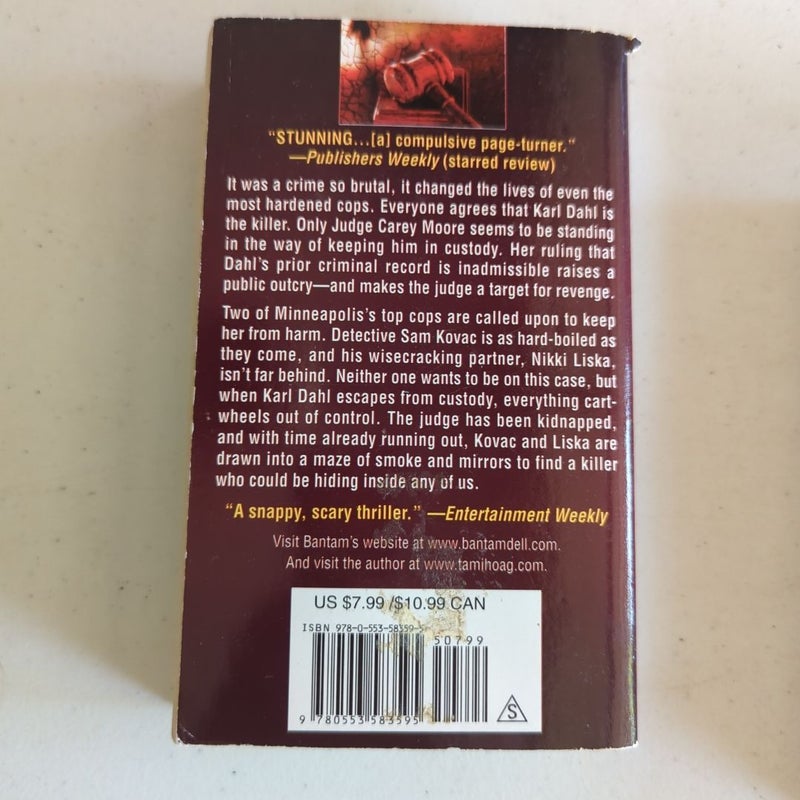 "STUNNING...[a] compulsive page-turner."
—Publishers Weekly (starred review)
It was a crime so brutal, it changed the lives of even the
most hardened cops. Everyone agrees that Karl Dahl is
the killer. Only Judge Carey Moore seems to be standing
in the way of keeping him in custody. Her ruling that
Dahl's prior criminal record is inadmissible raises a
public outcry—and makes the judge a target for revenge.
Two of Minneapolis's top cops are called upon to keep
her from harm. Detective Sam Kovac is as hard-boiled as
they come, and his wisecracking partner, Nikki Liska,
isn't far behind. Neither one wants to be on this case, but
when Karl Dahl escapes from custody, everything cart-
wheels out of control. The judge has been kidnapped,
and with time already running out, Kovac and Liska are
drawn into a maze of smoke and mirrors to find a killer
who could be hiding inside any of us.
"A snappy, scary thriller." —Entertainment Weekly
Visit Bantam's website at www.bantamdell.com.
And visit the author at www.tamihoag.com.
US $7.99 /$10.99 CAN
ISBN 978-0-553-58359-5
50799
9 780553 583595
S